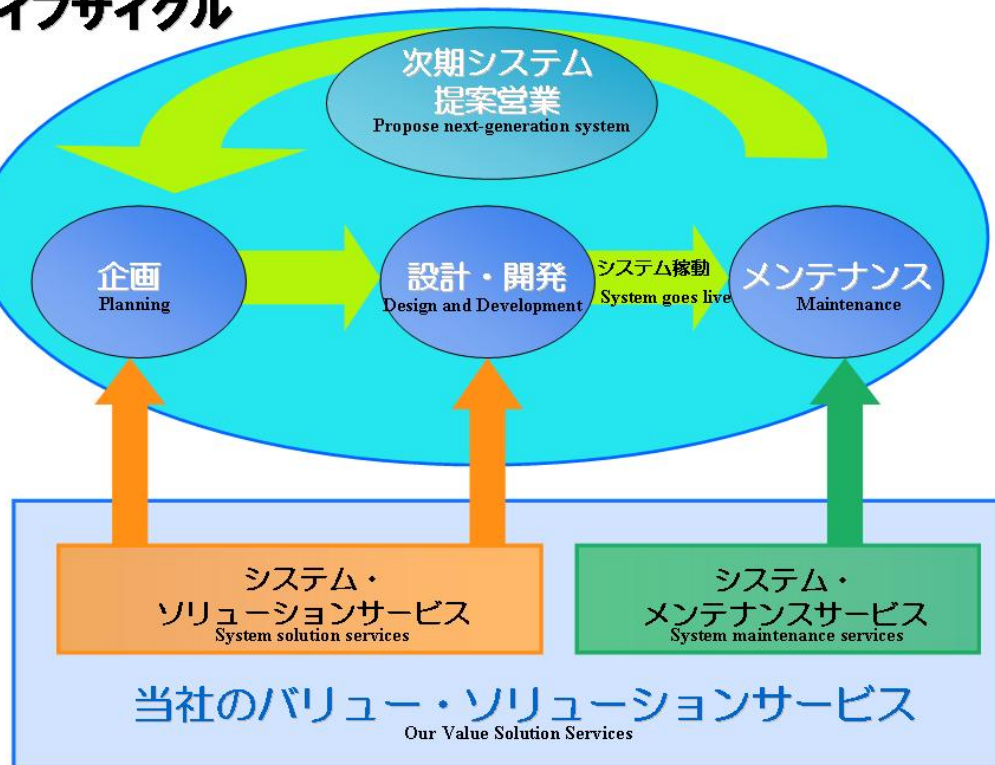 イフサイクル
次期システム
提案営業
Propose next-generation system
企画
Planning
設計・開発
Design and Development
システム稼動
System goes live
メンテナンス
Maintenance
システム・
ソリューションサービス
System solution services
システム・
メンテナンスサービス
System maintenance services
当社のバリュー・ソリューションサービス
Our Value Solution Services